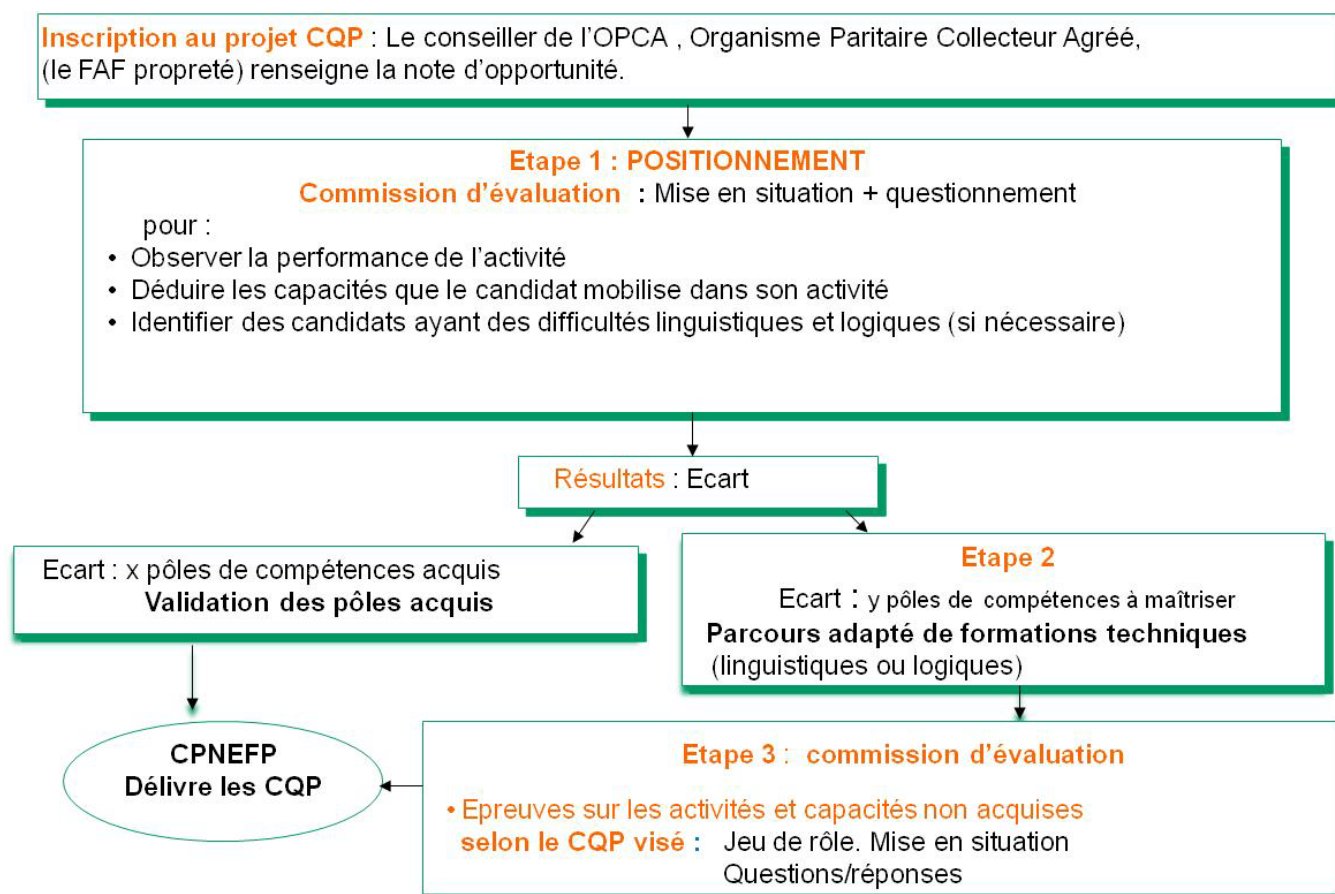 Inscription au projet CQP : Le conseiller de l'OPCA , Organisme Paritaire Collecteur Agréé,
(le FAF propreté) renseigne la note d'opportunité.
Etape 1 : POSITIONNEMENT
Commission d'évaluation : Mise en situation + questionnement
pour :
• Observer la performance de l'activité
• Déduire les capacités que le candidat mobilise dans son activité
• Identifier des candidats ayant des difficultés linguistiques et logiques (si nécessaire)
Résultats : Ecart
Ecart : x pôles de compétences acquis
Validation des pôles acquis
Etape 2
Ecart : y pôles de compétences à maîtriser
Parcours adapté de formations techniques
(linguistiques ou logiques)
CPNEFP
Délivre les CQP
Etape 3 : commission d'évaluation
• Epreuves sur les activités et capacités non acquises
selon le CQP visé : Jeu de rôle. Mise en situation
Questions/réponses